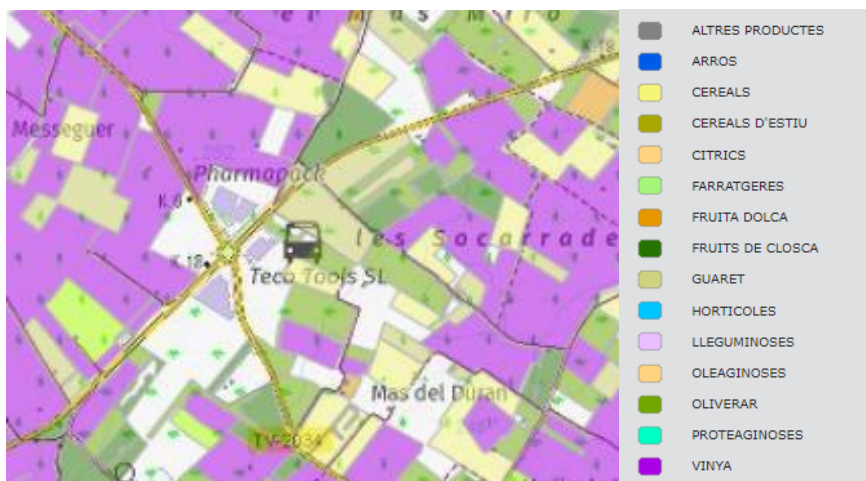 el Mas Miró
K.18
Messeguer
Pharmapack
K.6
les Socarrade
K.18
Teco Tools SL
Mas del Duran
TV-2034
ALTRES PRODUCTES
ARROS
CEREALS
CEREALS D'ESTIU
CITRICS
FARRATGERES
FRUITA DOLCA
FRUITS DE CLOSCA
GUARET
HORTICOLES
LLEGUMINOSES
OLEAGINOSES
OLIVERAR
PROTEAGINOSES
VINYA